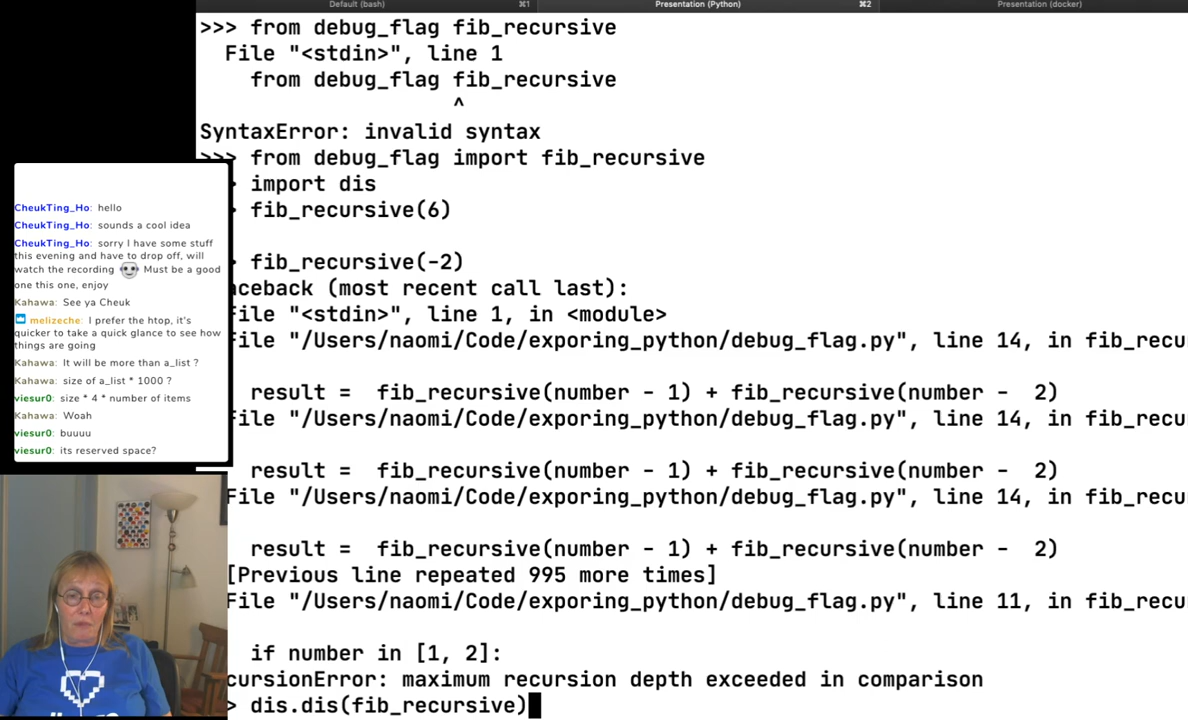 Default (bash) ⌘1 Presentation (Python) ⌘2 Presentation (docker)
>>> from debug_flag fib_recursive
File "<stdin>", line 1
from debug_flag fib_recursive
^
SyntaxError: invalid syntax
>>> from debug_flag import fib_recursive
import dis
fib_recursive(6)
fib_recursive(-2)
aceback (most recent call last):
File "<stdin>", line 1, in <module>
File "/Users/naomi/Code/exporing_python/debug_flag.py", line 14, in fib_recu
result =  fib_recursive(number - 1) + fib_recursive(number -  2)
File "/Users/naomi/Code/exporing_python/debug_flag.py", line 14, in fib_recu
result =  fib_recursive(number - 1) + fib_recursive(number -  2)
File "/Users/naomi/Code/exporing_python/debug_flag.py", line 14, in fib_recu
result =  fib_recursive(number - 1) + fib_recursive(number -  2)
[Previous line repeated 995 more times]
File "/Users/naomi/Code/exporing_python/debug_flag.py", line 11, in fib_recu
if number in [1, 2]:
cursionError: maximum recursion depth exceeded in comparison
> dis.dis(fib_recursive)
CheukTing_Ho: hello
CheukTing_Ho: sounds a cool idea
CheukTing_Ho: sorry I have some stuff
this evening and have to drop off, will
watch the recording Must be a good
one this one, enjoy
Kahawa: See ya Cheuk
melizeche: I prefer the htop, it's
quicker to take a quick glance to see how
things are going
Kahawa: It will be more than a_list ?
Kahawa: size of a_list * 1000 ?
viesur0: size * 4 * number of items
Kahawa: Woah
viesur0: buuuu
viesur0: its reserved space?